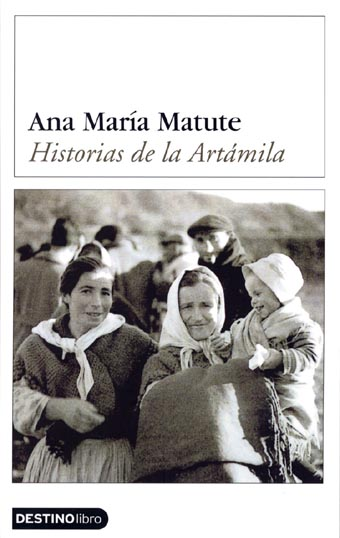 Ana María Matute
Historias de la Artámila
DESTINOlibro